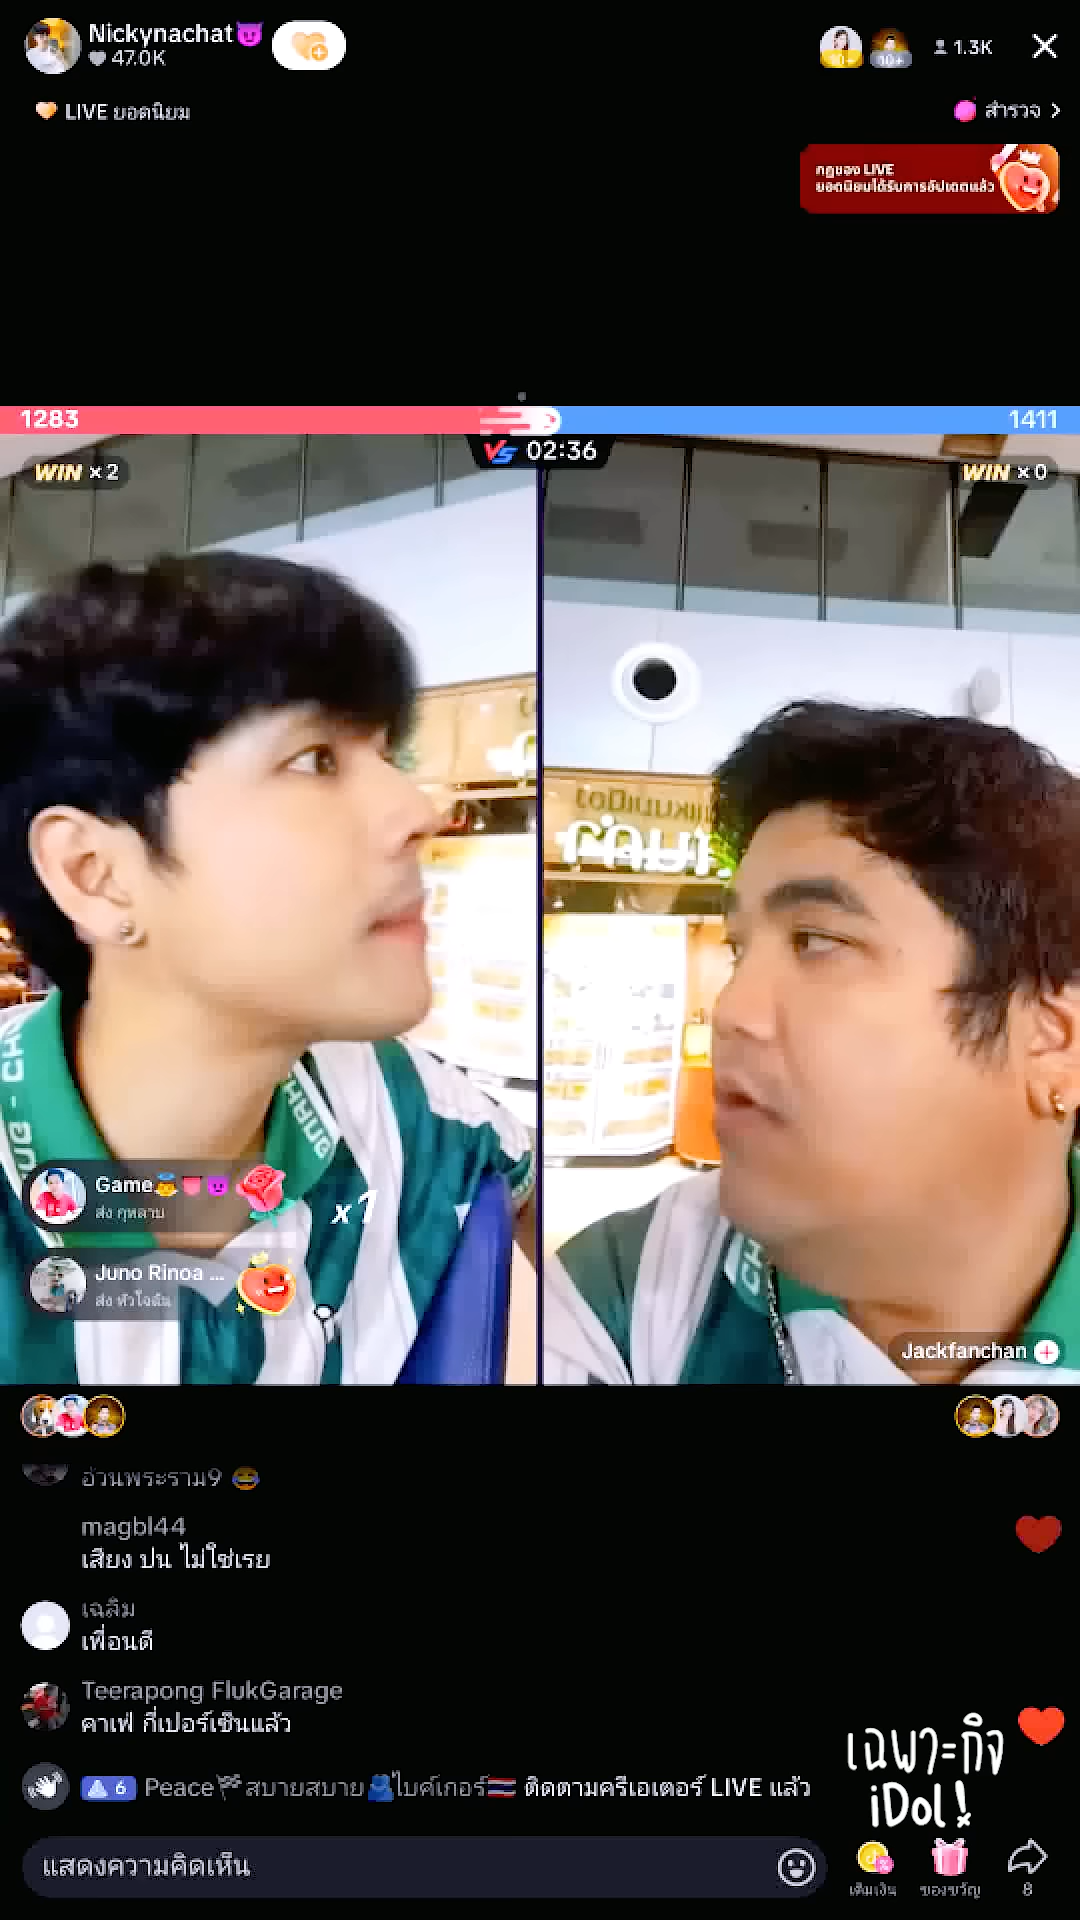 Nickynachat😈
47.0K
10+
10+
1.3K
LIVE ยอดนิยม
สำรวจ >
กฎของ LIVE
ยอดนิยมได้รับการอัปเดตแล้ว
1283
1411
VS 02:36
WIN ×2
WIN ×0
Game😇👅😈
ส่ง กุหลาบ
x1
Juno Rinoa ...
ส่ง หัวใจฉัน
Jackfanchan
อ้วนพระราม9 😂
magbl44
เสียง ปน ไม่ใช่เรย
เฉลิม
เพื่อนดี
Teerapong FlukGarage
คาเฟ่ กี่เปอร์เซ็นแล้ว
6 Peace🏁สบายสบาย🫂ไบค์เกอร์🇹🇭 ติดตามครีเอเตอร์ LIVE แล้ว
เฉพาะกิจ
iDol!
แสดงความคิดเห็น
เติมเงิน
ของขวัญ
8